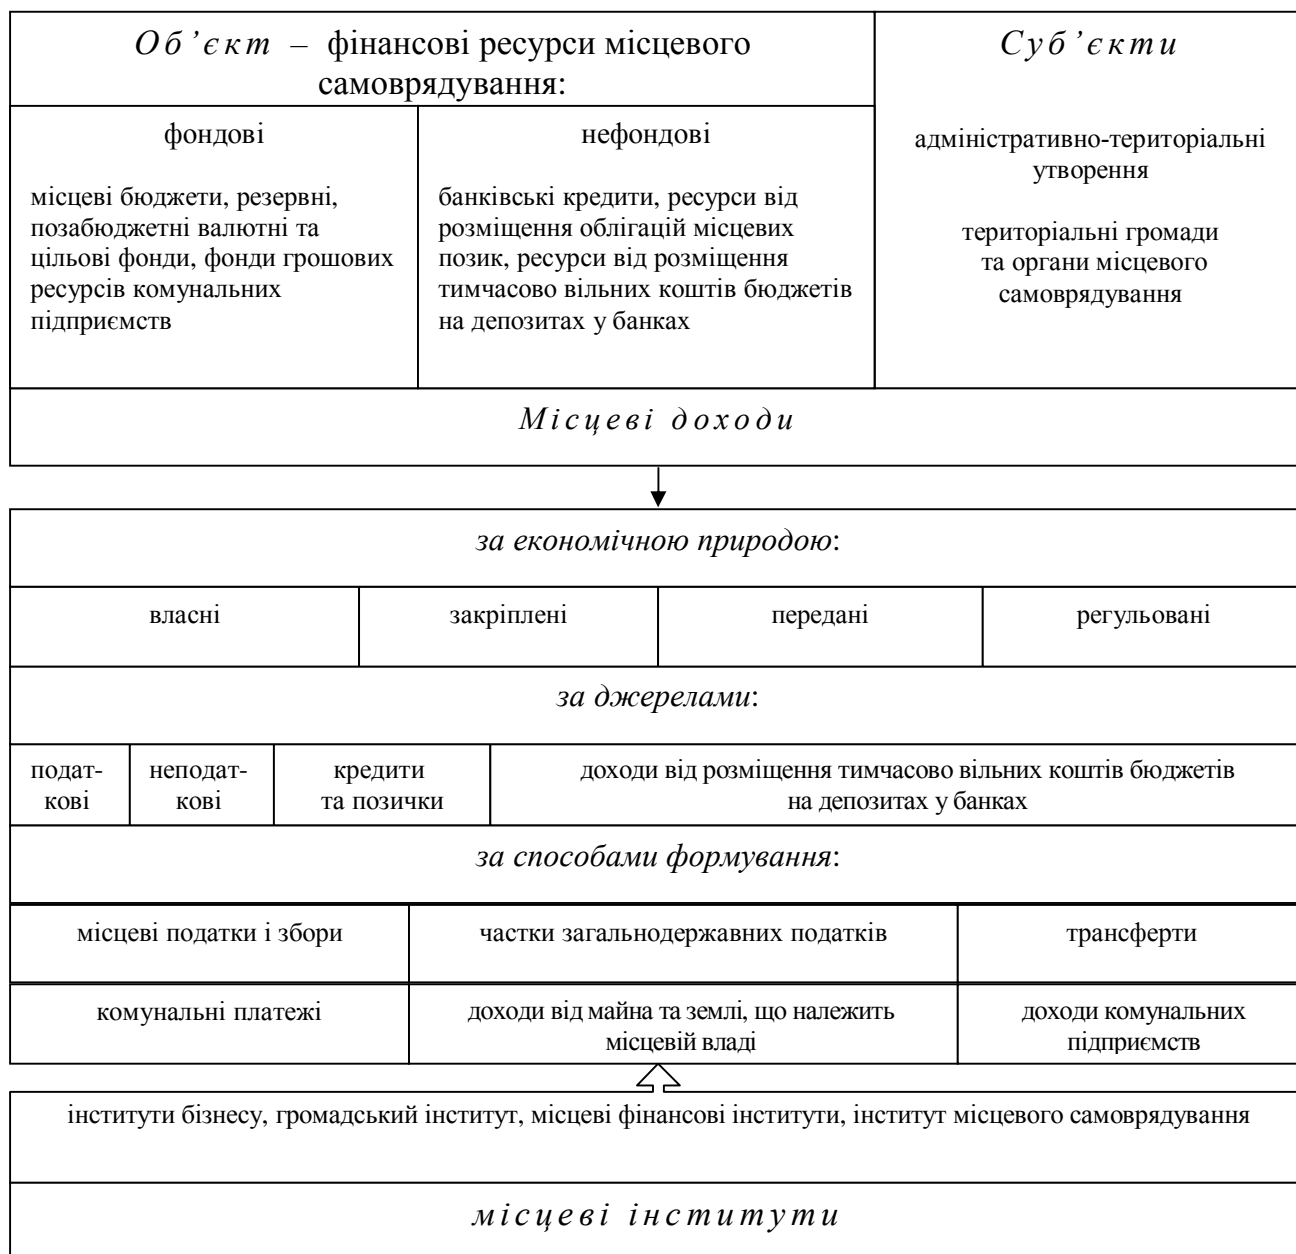 Об’єкт – фінансові ресурси місцевого
самоврядування:
Суб’єкти
фондові
місцеві бюджети, резервні,
позабюджетні валютні та
цільові фонди, фонди грошових
ресурсів комунальних
підприємств
нефондові
банківські кредити, ресурси від
розміщення облігацій місцевих
позик, ресурси від розміщення
тимчасово вільних коштів бюджетів
на депозитах у банках
адміністративно-територіальні
утворення
територіальні громади
та органи місцевого
самоврядування
Місцеві доходи
за економічною природою:
власні
закріплені
передані
регульовані
за джерелами:
подат-
кові
неподат-
кові
кредити
та позички
доходи від розміщення тимчасово вільних коштів бюджетів
на депозитах у банках
за способами формування:
місцеві податки і збори
частки загальнодержавних податків
трансферти
комунальні платежі
доходи від майна та землі, що належить
місцевій владі
доходи комунальних
підприємств
інститути бізнесу, громадський інститут, місцеві фінансові інститути, інститут місцевого самоврядування
місцеві інститути